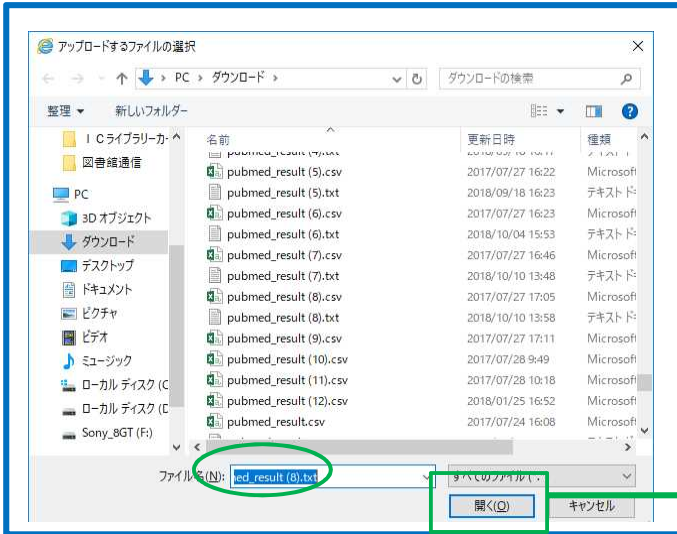 アップロードするファイルの選択
PC › ダウンロード ›
ダウンロードの検索
整理 新しいフォルダー
ICライブラリーカ-
図書館通信
PC
3D オブジェクト
ダウンロード
デスクトップ
ドキュメント
ピクチャ
ビデオ
ミュージック
ローカル ディスク (C
ローカル ディスク (D
Sony_8GT (F:)
名前 更新日時 種類
pubmed_result (4).txt
pubmed_result (5).csv 2017/07/27 16:22 Microsoft
pubmed_result (5).txt 2018/09/18 16:23 テキスト ド
pubmed_result (6).csv 2017/07/27 16:23 Microsoft
pubmed_result (6).txt 2018/10/04 15:53 テキスト ド
pubmed_result (7).csv 2017/07/27 16:46 Microsoft
pubmed_result (7).txt 2018/10/10 13:48 テキスト ド
pubmed_result (8).csv 2017/07/27 17:05 Microsoft
pubmed_result (8).txt 2018/10/10 13:58 テキスト ド
pubmed_result (9).csv 2017/07/27 17:11 Microsoft
pubmed_result (10).csv 2017/07/28 9:49 Microsoft
pubmed_result (11).csv 2017/07/28 10:18 Microsoft
pubmed_result (12).csv 2018/01/25 16:52 Microsoft
pubmed_result.csv 2017/07/24 16:08 Microsoft
ファイル名(N): ned_result (8).txt すべてのファイル (*.
開く(O) キャンセル